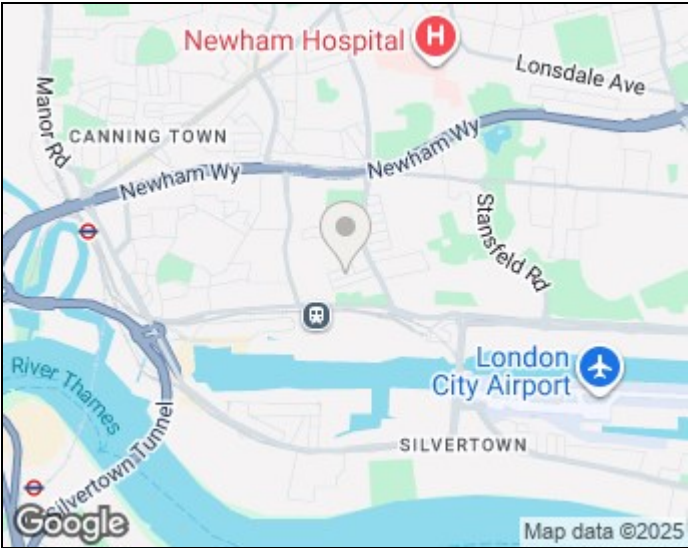 Newham Hospital
H
Lonsdale Ave
Manor Rd
CANNING TOWN
Newham Wy
Newham Wy
Stansfeld Rd
London
City Airport
River Thames
SILVERTOWN
Silvertown Tunnel
Google
Map data ©2025